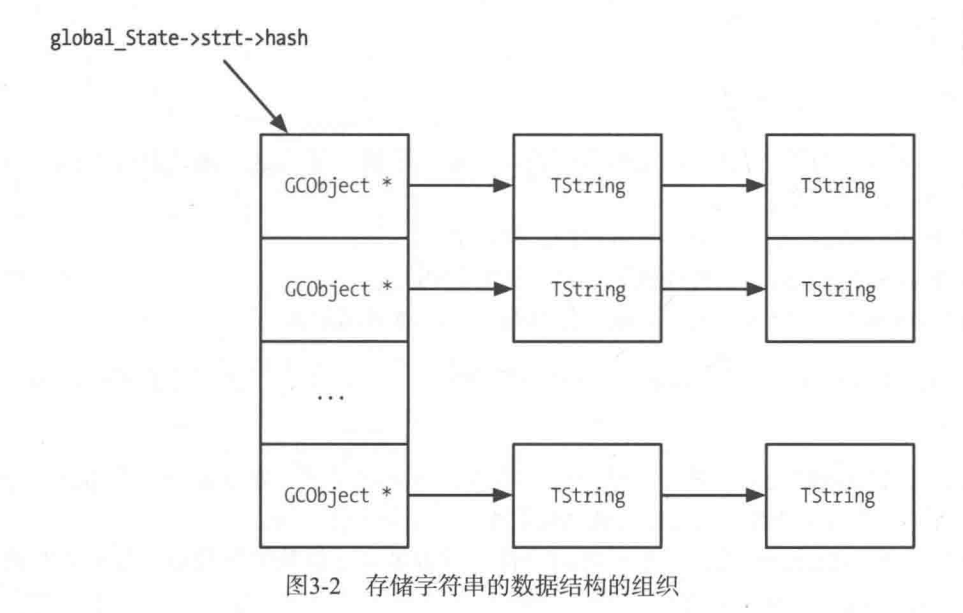 global_State->strt->hash
GCObject * TString TString
GCObject * TString TString
...
GCObject * TString TString
图3-2 存储字符串的数据结构的组织